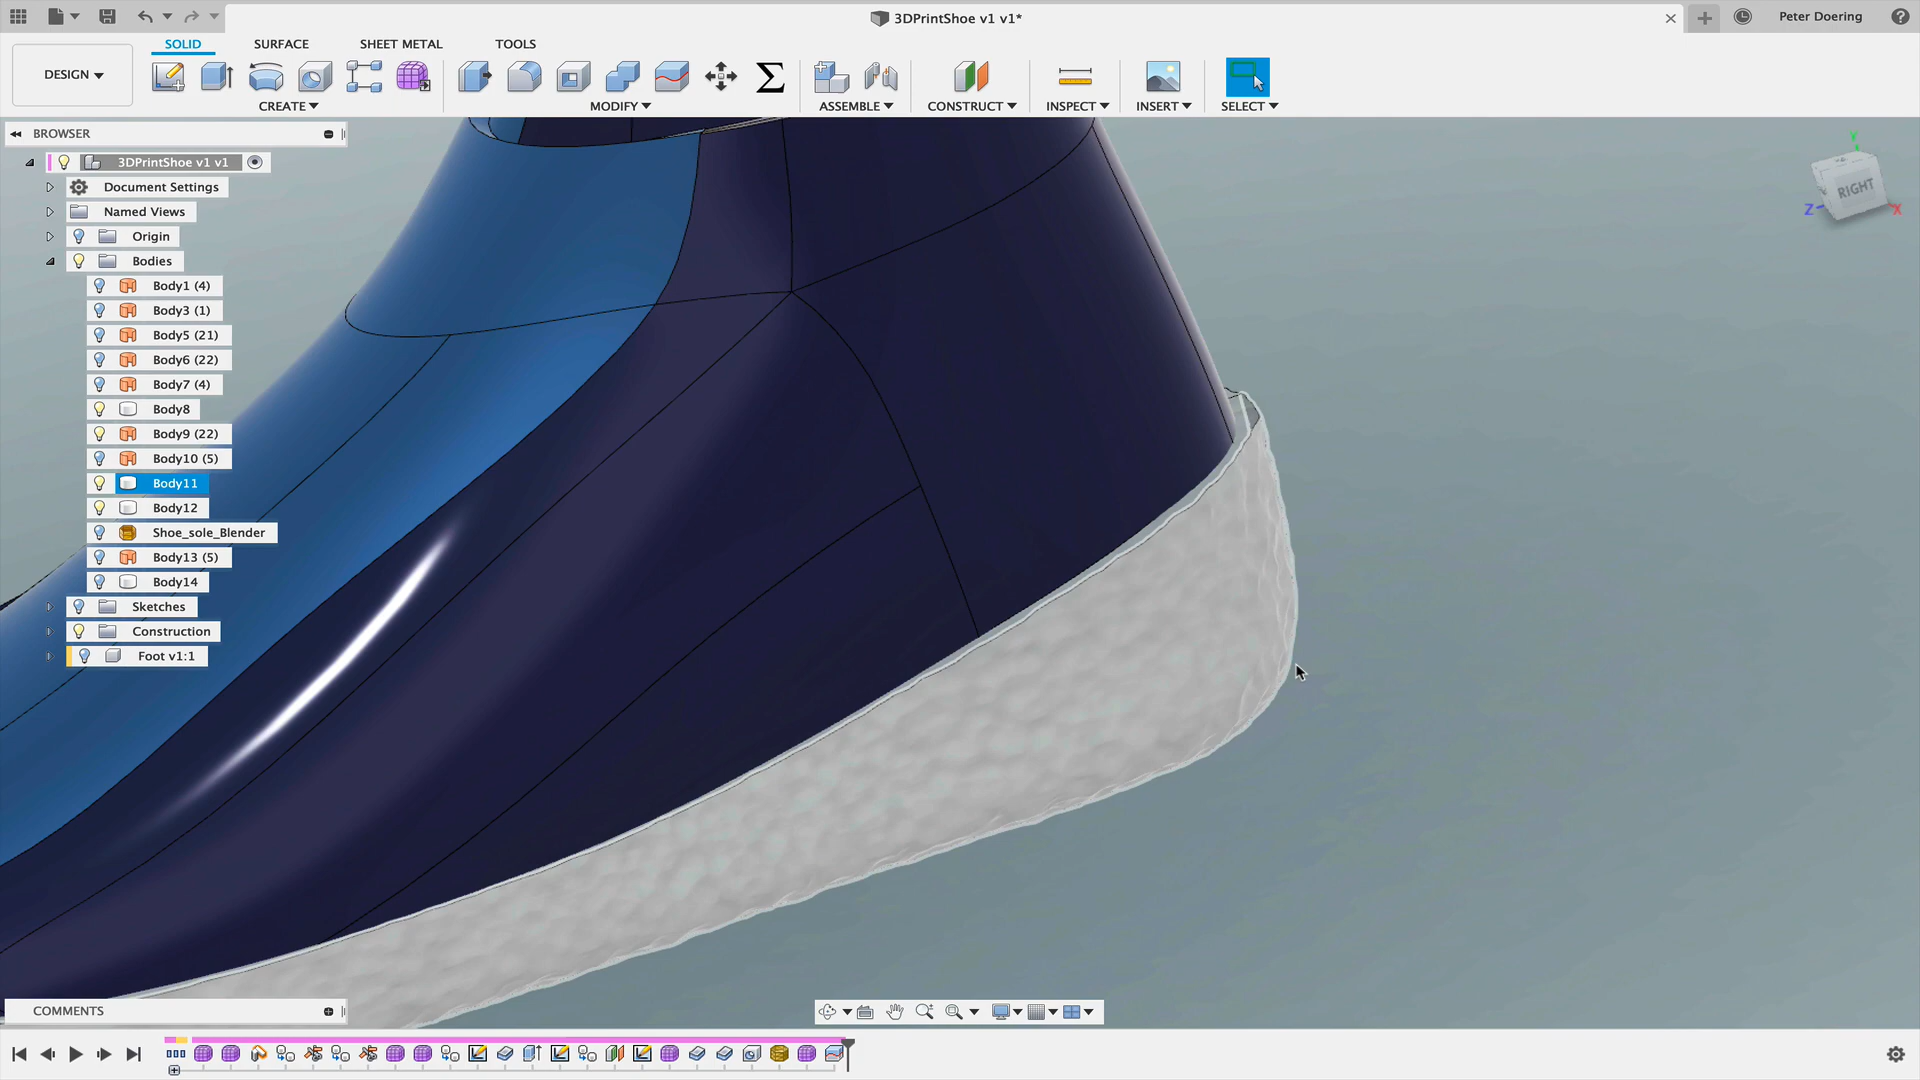 3DPrintShoe v1 v1*
Peter Doering
SOLID SURFACE SHEET METAL TOOLS
DESIGN
CREATE MODIFY ASSEMBLE CONSTRUCT INSPECT INSERT SELECT
BROWSER
3DPrintShoe v1 v1
Document Settings
Named Views
Origin
Bodies
Body1 (4)
Body3 (1)
Body5 (21)
Body6 (22)
Body7 (4)
Body8
Body9 (22)
Body10 (5)
Body11
Body12
Shoe_sole_Blender
Body13 (5)
Body14
Sketches
Construction
Foot v1:1
Y
RIGHT
Z
X
COMMENTS